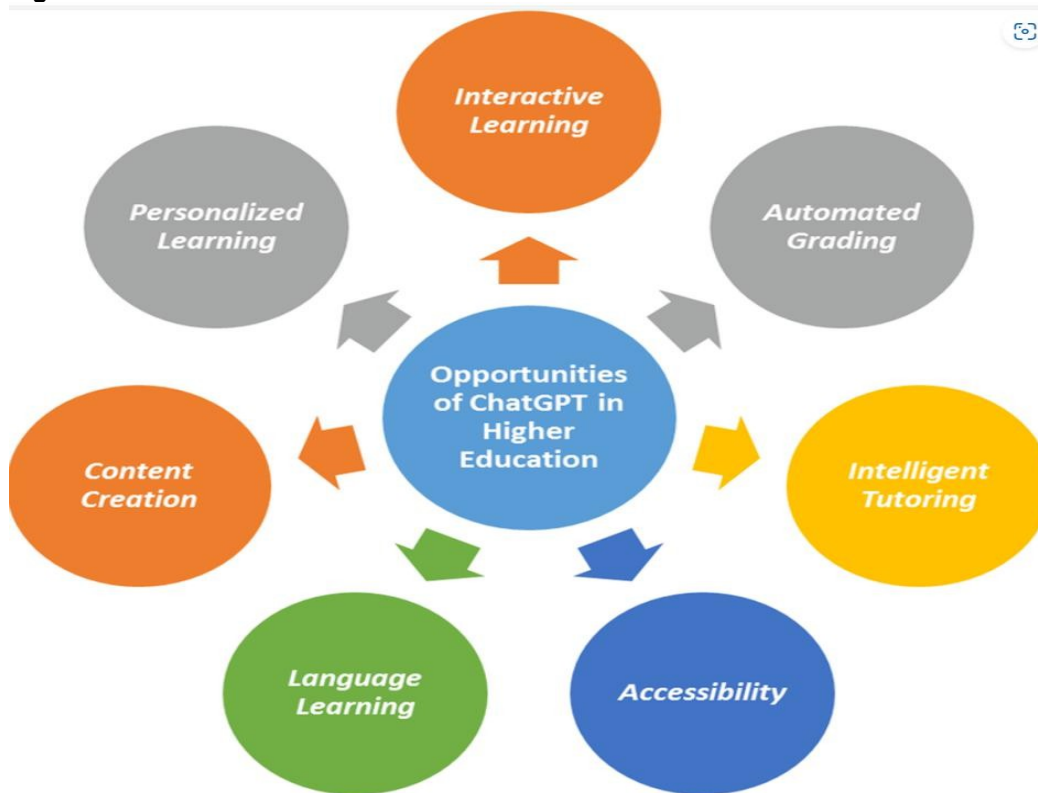 Interactive
Learning
Personalized
Learning
Automated
Grading
Opportunities
of ChatGPT in
Higher
Education
Content
Creation
Intelligent
Tutoring
Language
Learning
Accessibility